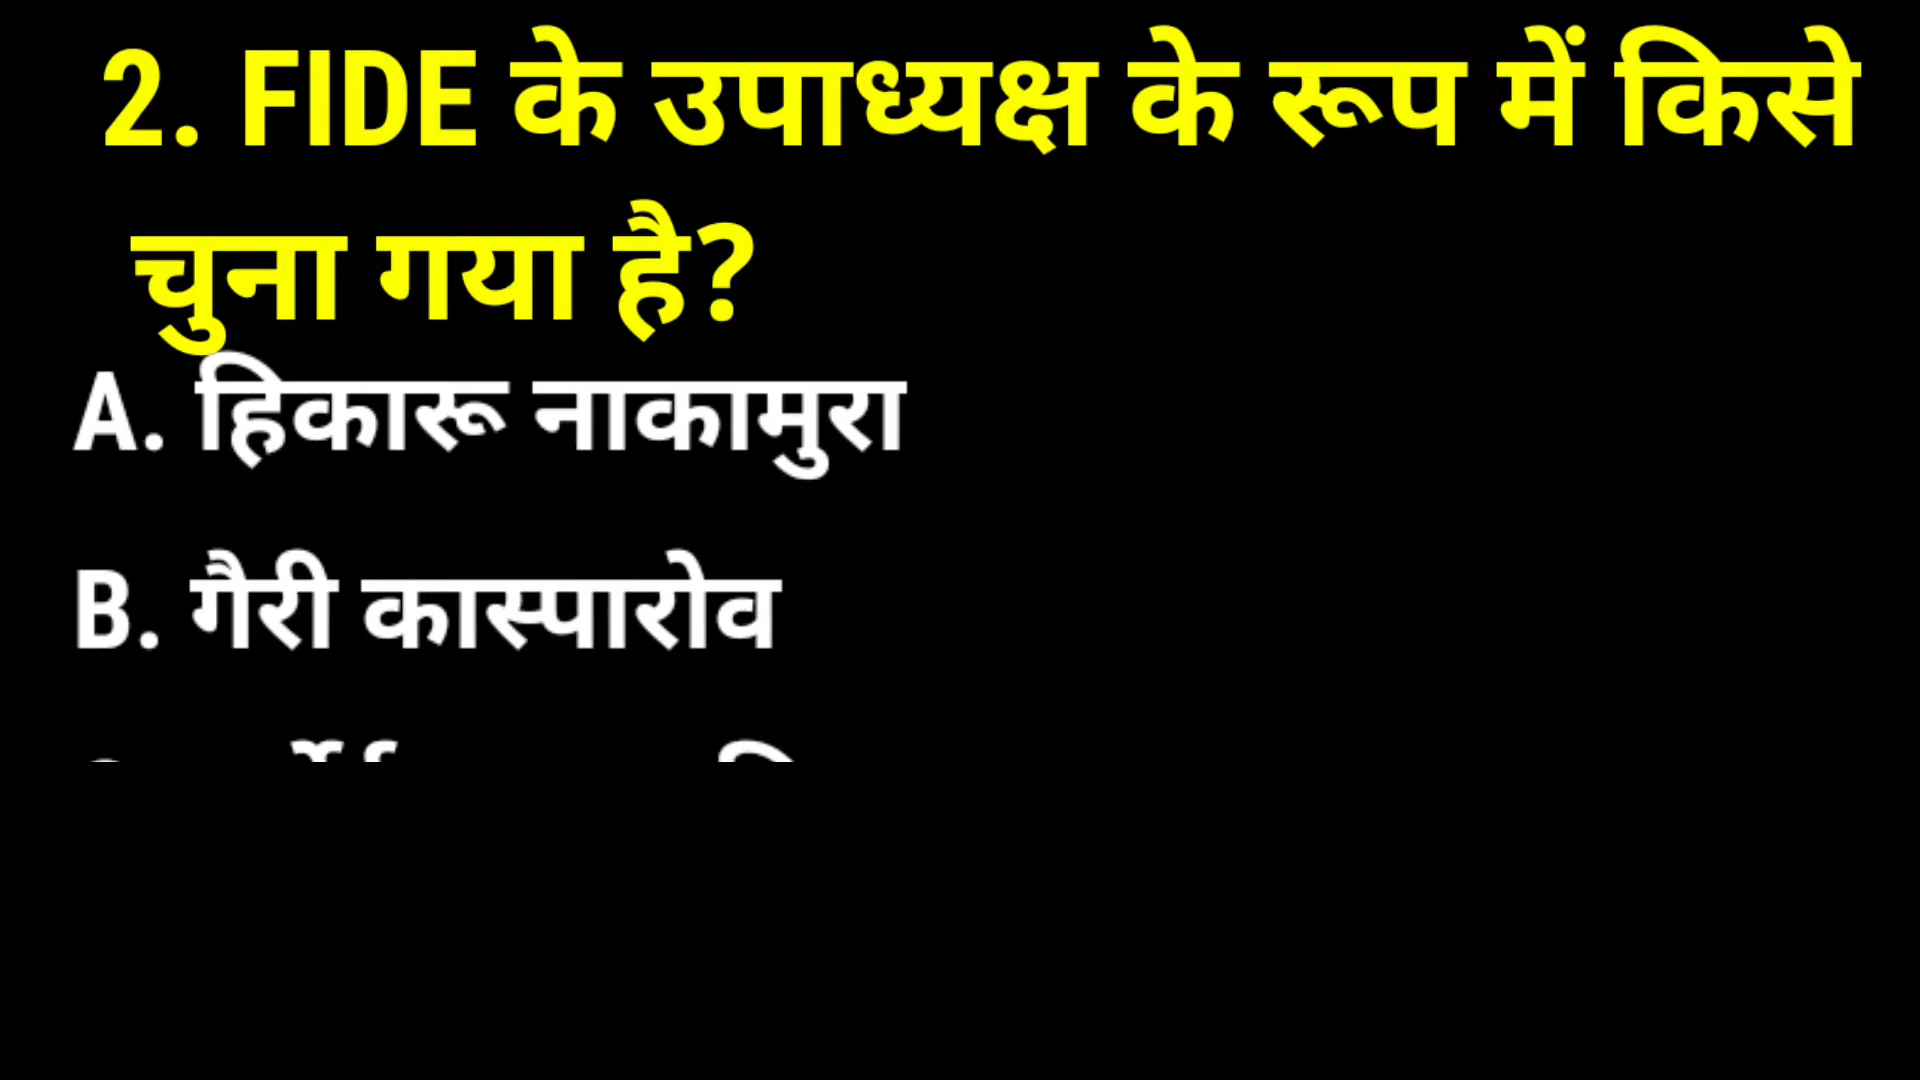 2. FIDE के उपाध्यक्ष के रूप में किसे
चुना गया है?
A. हिकारू नाकामुरा
B. गैरी कास्पारोव